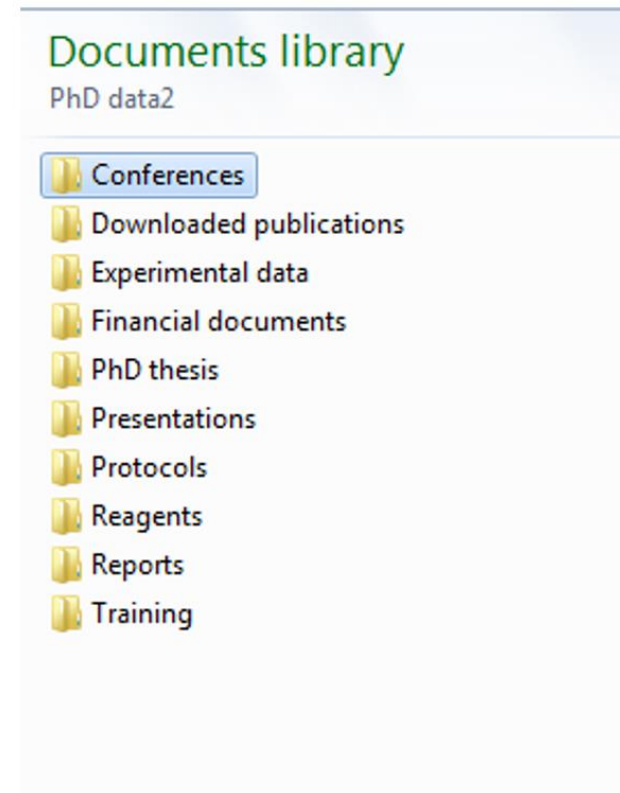 Documents library
PhD data2
Conferences
Downloaded publications
Experimental data
Financial documents
PhD thesis
Presentations
Protocols
Reagents
Reports
Training